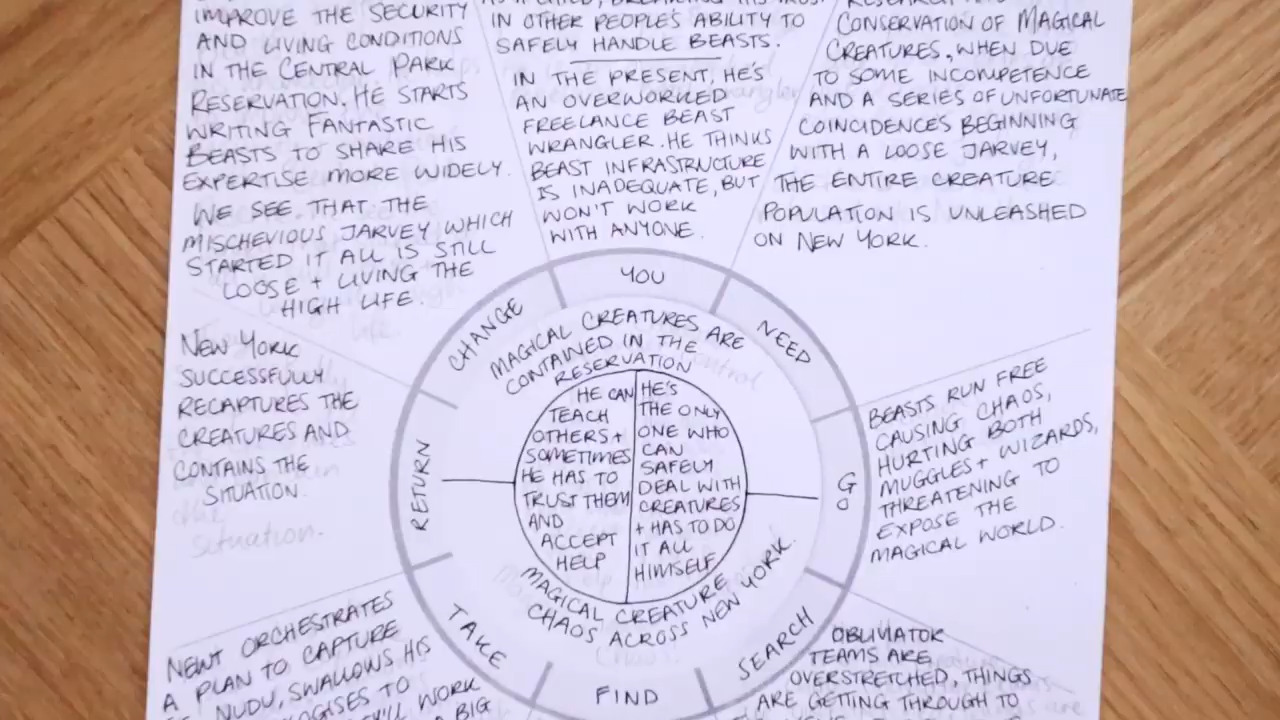 IMPROVE THE SECURITY
AND LIVING CONDITIONS
IN THE CENTRAL PARK
RESERVATION. HE STARTS
WRITING FANTASTIC
BEASTS TO SHARE HIS
EXPERTISE MORE WIDELY.
WE SEE THAT THE
MISCHEVIOUS JARVEY WHICH
STARTED IT ALL IS STILL
LOOSE + LIVING THE
HIGH LIFE.
IN OTHER PEOPLE'S ABILITY TO
SAFELY HANDLE BEASTS.
IN THE PRESENT, HE'S
AN OVERWORKED
FREELANCE BEAST
WRANGLER. HE THINKS
BEAST INFRASTRUCTURE
IS INADEQUATE, BUT
WON'T WORK
WITH ANYONE.
CONSERVATION OF MAGICAL
CREATURES, WHEN DUE
TO SOME INCOMPETENCE
AND A SERIES OF UNFORTUNATE
COINCIDENCES BEGINNING
WITH A LOOSE JARVEY,
THE ENTIRE CREATURE
POPULATION IS UNLEASHED
ON NEW YORK.
YOU
NEED
GO
SEARCH
FIND
TAKE
RETURN
CHANGE
MAGICAL CREATURES ARE
CONTAINED IN THE
RESERVATION
HE CAN
TEACH
OTHERS +
SOMETIMES
HE HAS TO
TRUST THEM
AND
ACCEPT
HELP
HE'S
THE ONLY
ONE WHO
CAN
SAFELY
DEAL WITH
CREATURES
+ HAS TO DO
IT ALL
HIMSELF
MAGICAL CREATURE
CHAOS ACROSS NEW YORK.
BEASTS RUN FREE
CAUSING CHAOS,
HURTING BOTH
MUGGLES + WIZARDS,
THREATENING TO
EXPOSE THE
MAGICAL WORLD.
NEW YORK
SUCCESSFULLY
RECAPTURES THE
CREATURES AND
CONTAINS THE
SITUATION.
situation.
OBLIVIATOR
TEAMS ARE
OVERSTRETCHED, THINGS
ARE GETTING THROUGH TO
NEWT ORCHESTRATES
A PLAN TO CAPTURE
NUDU, SWALLOWS HIS
TO
WORK
A BIG